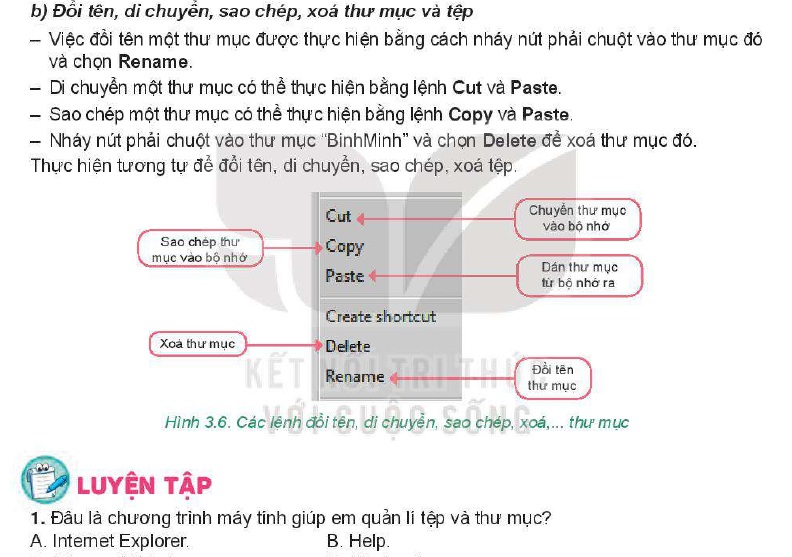 b) Đổi tên, di chuyển, sao chép, xoá thư mục và tệp
– Việc đổi tên một thư mục được thực hiện bằng cách nháy nút phải chuột vào thư mục đó
và chọn Rename.
– Di chuyển một thư mục có thể thực hiện bằng lệnh Cut và Paste.
– Sao chép một thư mục có thể thực hiện bằng lệnh Copy và Paste.
– Nháy nút phải chuột vào thư mục “BinhMinh” và chọn Delete để xoá thư mục đó.
Thực hiện tương tự để đổi tên, di chuyển, sao chép, xoá tệp.
Cut
Chuyển thư mục
vào bộ nhớ
Sao chép thư
mục vào bộ nhớ
Copy
Paste
Dán thư mục
từ bộ nhớ ra
Create shortcut
Xoá thư mục
Delete
Rename
Đổi tên
thư mục
KẾT NỐI TRI THỨC
VỚI CUỘC SỐNG
Hình 3.6. Các lệnh đổi tên, di chuyển, sao chép, xoá,... thư mục
LUYỆN TẬP
1. Đâu là chương trình máy tính giúp em quản lí tệp và thư mục?
A. Internet Explorer.
B. Help.